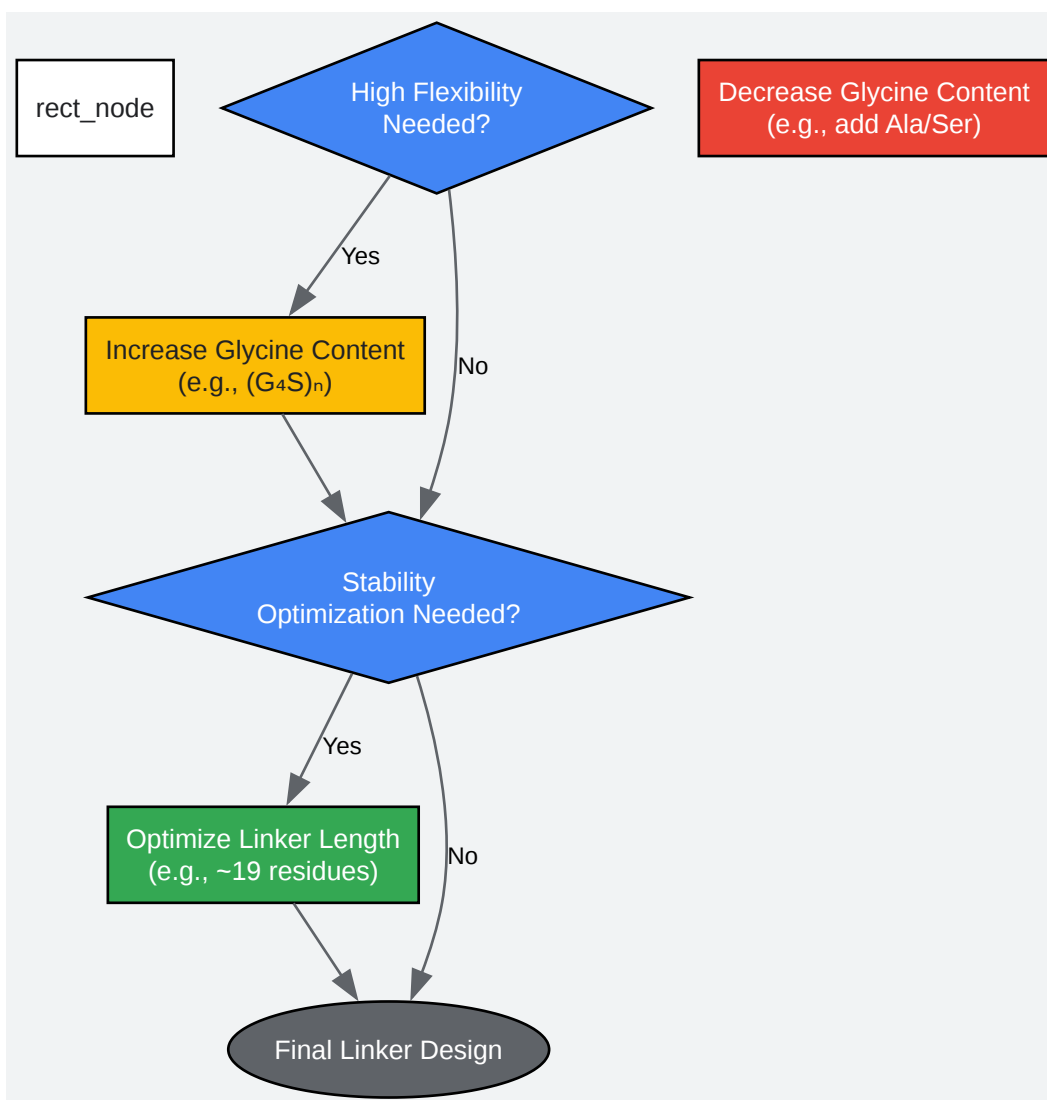 rect_node
High Flexibility
Needed?
Decrease Glycine Content
(e.g., add Ala/Ser)
Yes
Increase Glycine Content
(e.g., (G₄S)ₙ)
No
Stability
Optimization Needed?
Yes
Optimize Linker Length
(e.g., ~19 residues)
No
Final Linker Design